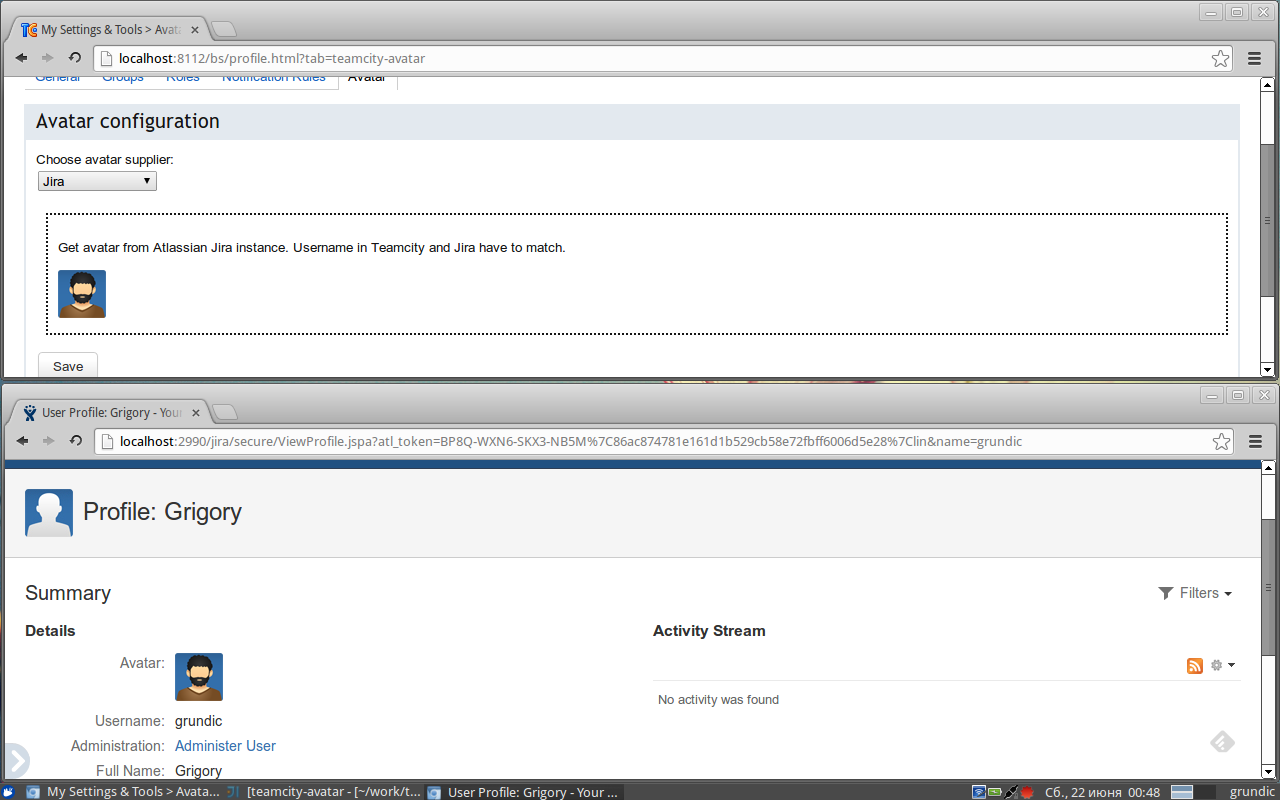 My Settings & Tools > Avata
localhost:8112/bs/profile.html?tab=teamcity-avatar
General Groups Roles Notification Rules Avatar
Avatar configuration
Choose avatar supplier:
Jira
Get avatar from Atlassian Jira instance. Username in Teamcity and Jira have to match.
Save
User Profile: Grigory - Your
localhost:2990/jira/secure/ViewProfile.jspa?atl_token=BP8Q-WXN6-SKX3-NB5M%7C86ac874781e161d1b529cb58e72fbff6006d5e28%7Clin&name=grundic
Profile: Grigory
Summary
Filters
Details
Activity Stream
Avatar:
No activity was found
Username: grundic
Administration: Administer User
Full Name: Grigory
My Settings & Tools > Avata... [teamcity-avatar - [~/work/t... User Profile: Grigory - Your ... Сб., 22 июня 00:48 grundic